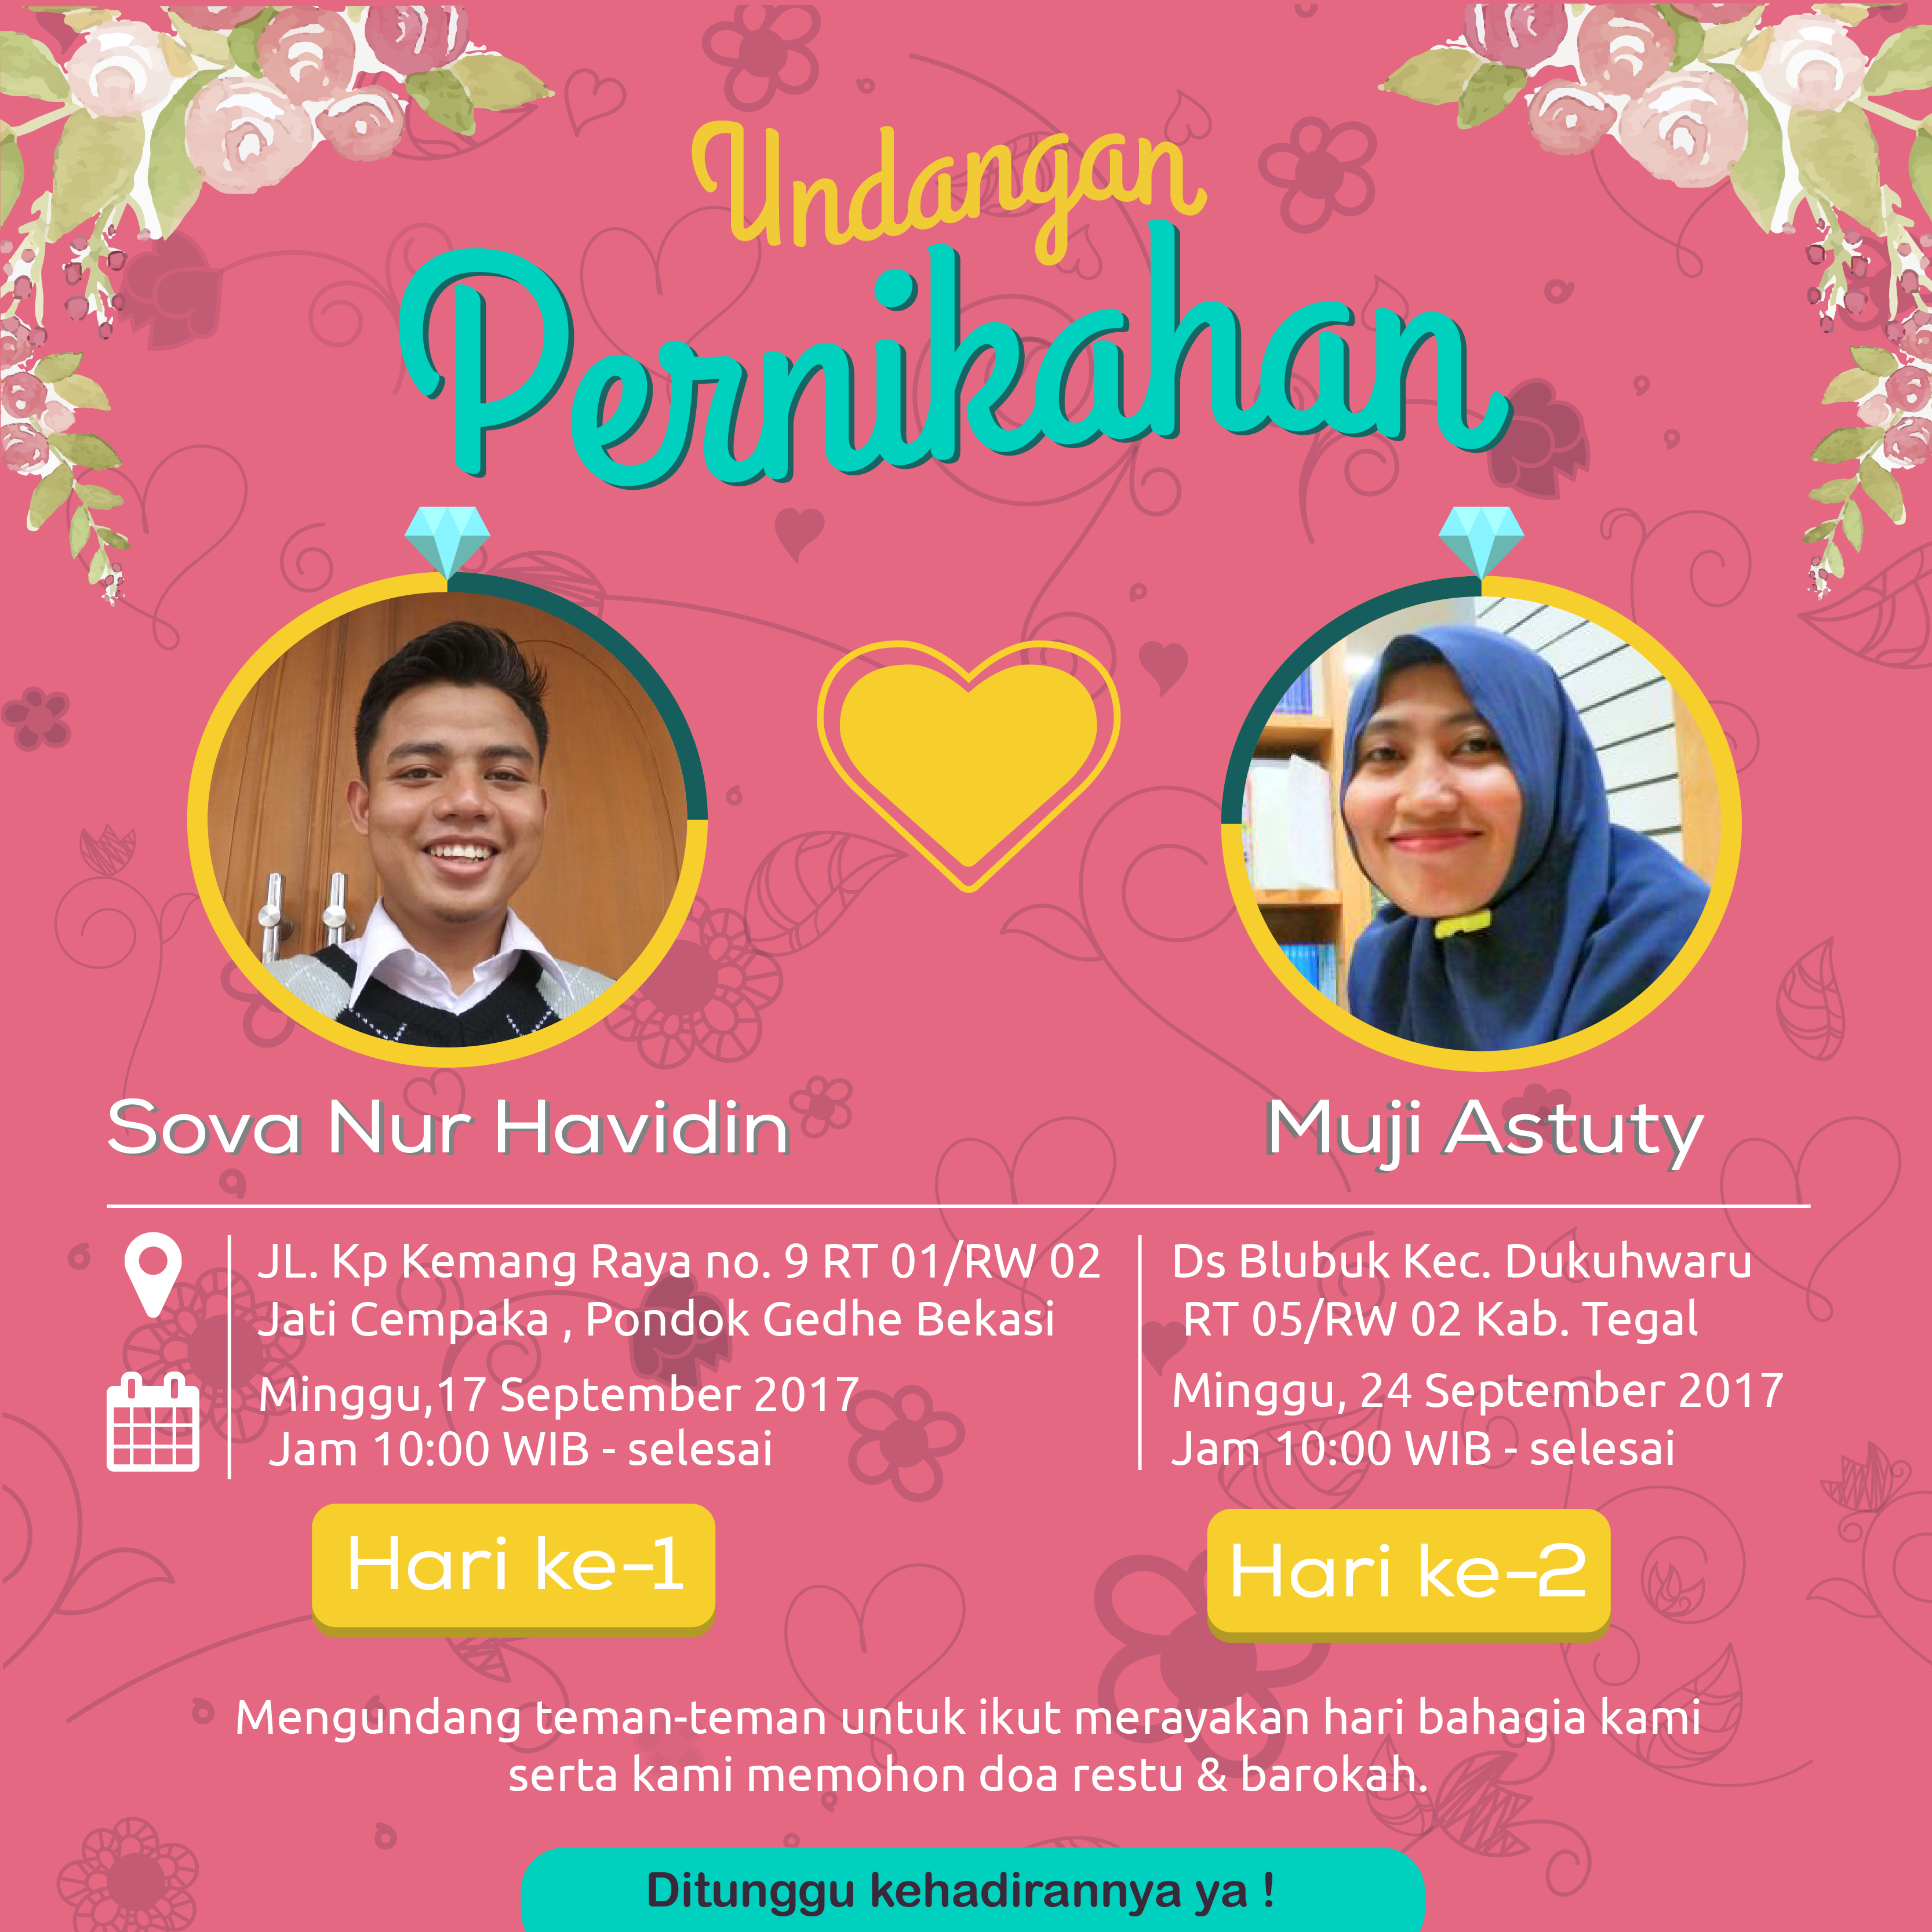 Undangan
Pernikahan
Sova Nur Havidin
Muji Astuty
JL. Kp Kemang Raya no. 9 RT 01/RW 02
Jati Cempaka , Pondok Gedhe Bekasi
Minggu,17 September 2017
Jam 10:00 WIB - selesai
Hari ke-1
Ds Blubuk Kec. Dukuhwaru
RT 05/RW 02 Kab. Tegal
Minggu, 24 September 2017
Jam 10:00 WIB - selesai
Hari ke-2
Mengundang teman-teman untuk ikut merayakan hari bahagia kami
serta kami memohon doa restu & barokah.
Ditunggu kehadirannya ya !